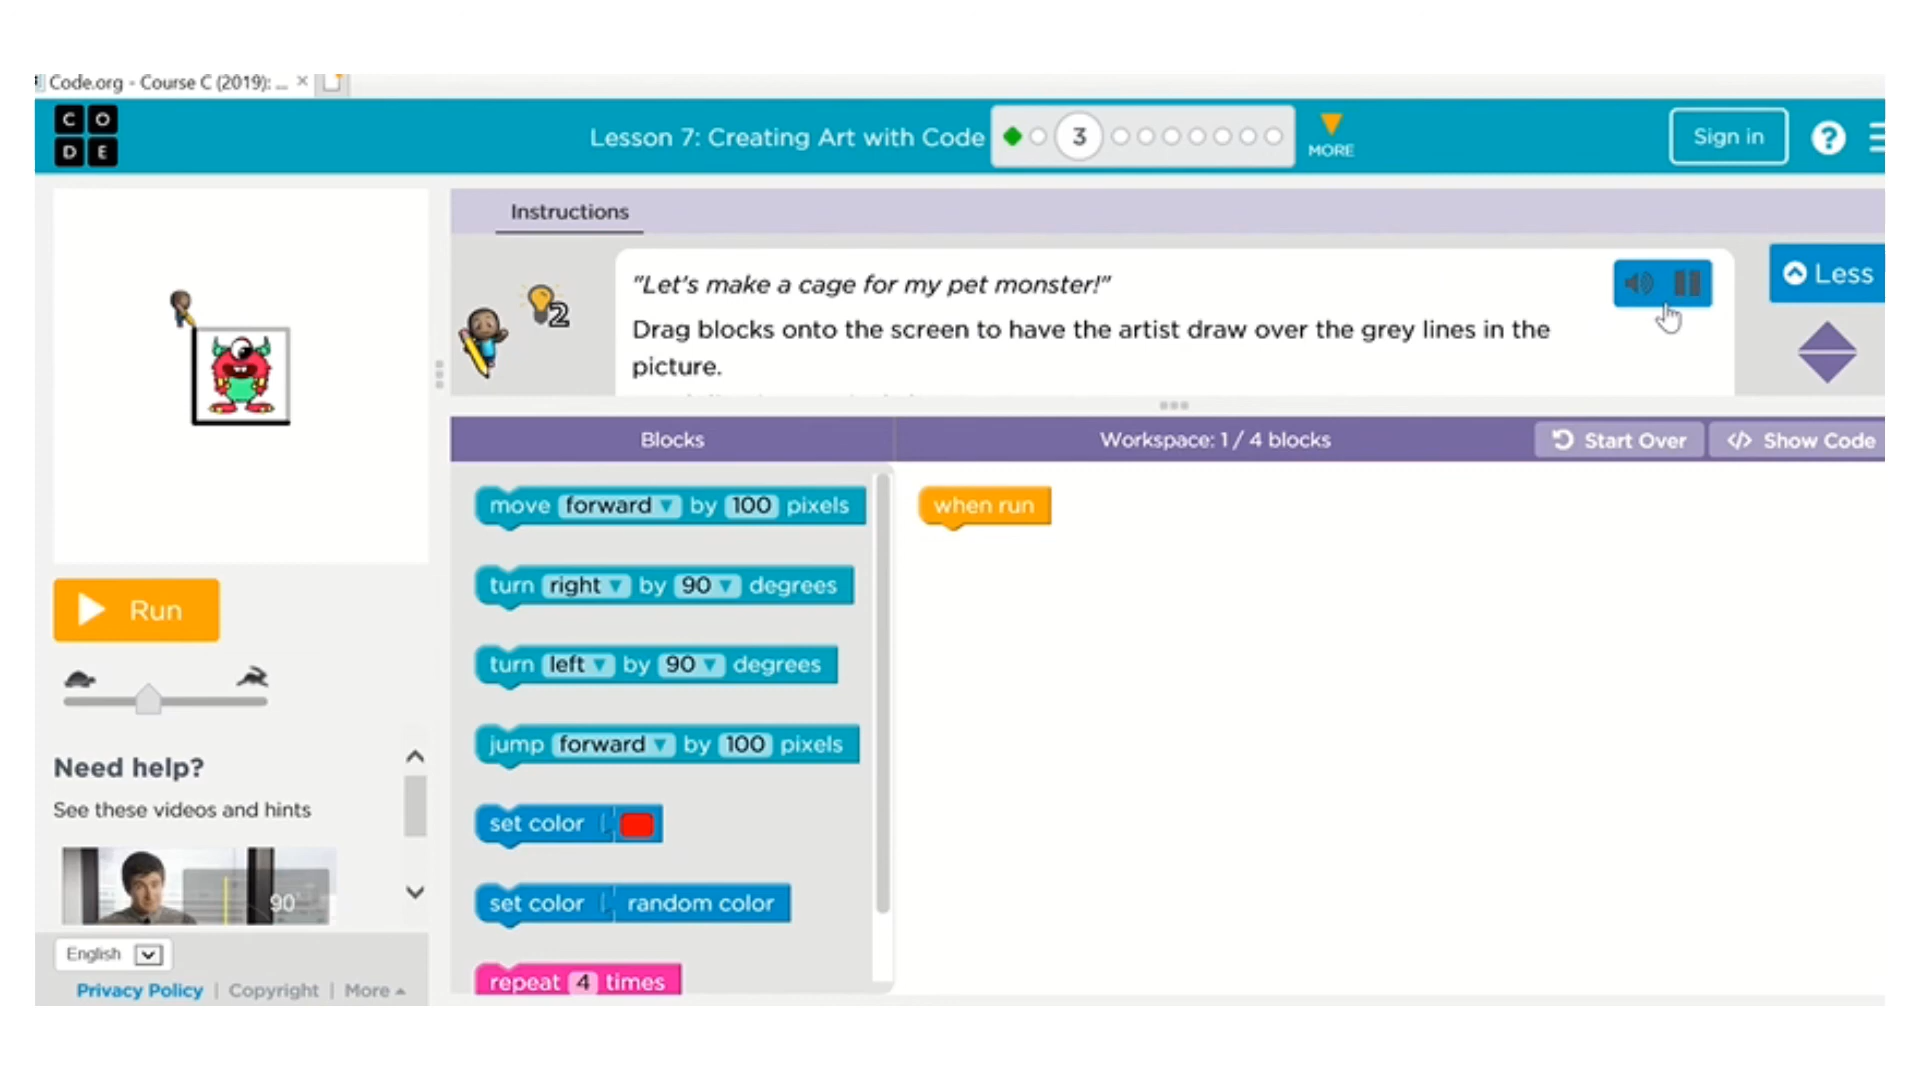 Code.org - Course C (2019): ...
CODE
Lesson 7: Creating Art with Code
3
MORE
Sign in
?
Instructions
2
"Let's make a cage for my pet monster!"
Drag blocks onto the screen to have the artist draw over the grey lines in the
picture.
Less
Blocks
Workspace: 1 / 4 blocks
Start Over
</> Show Code
move forward by 100 pixels
turn right by 90 degrees
turn left by 90 degrees
jump forward by 100 pixels
set color
set color random color
repeat 4 times
when run
Run
Need help?
See these videos and hints
90°
English
Privacy Policy | Copyright | More